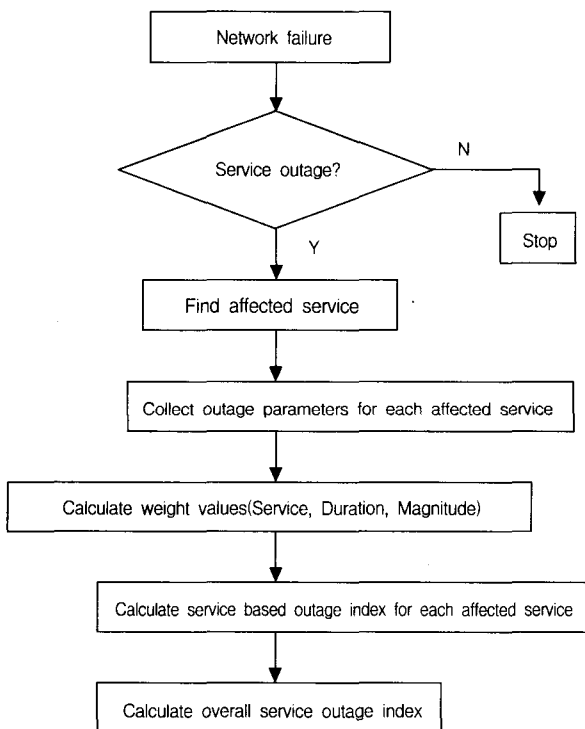 Network failure
Service outage?
N
Stop
Y
Find affected service
Collect outage parameters for each affected service
Calculate weight values(Service, Duration, Magnitude)
Calculate service based outage index for each affected service
Calculate overall service outage index